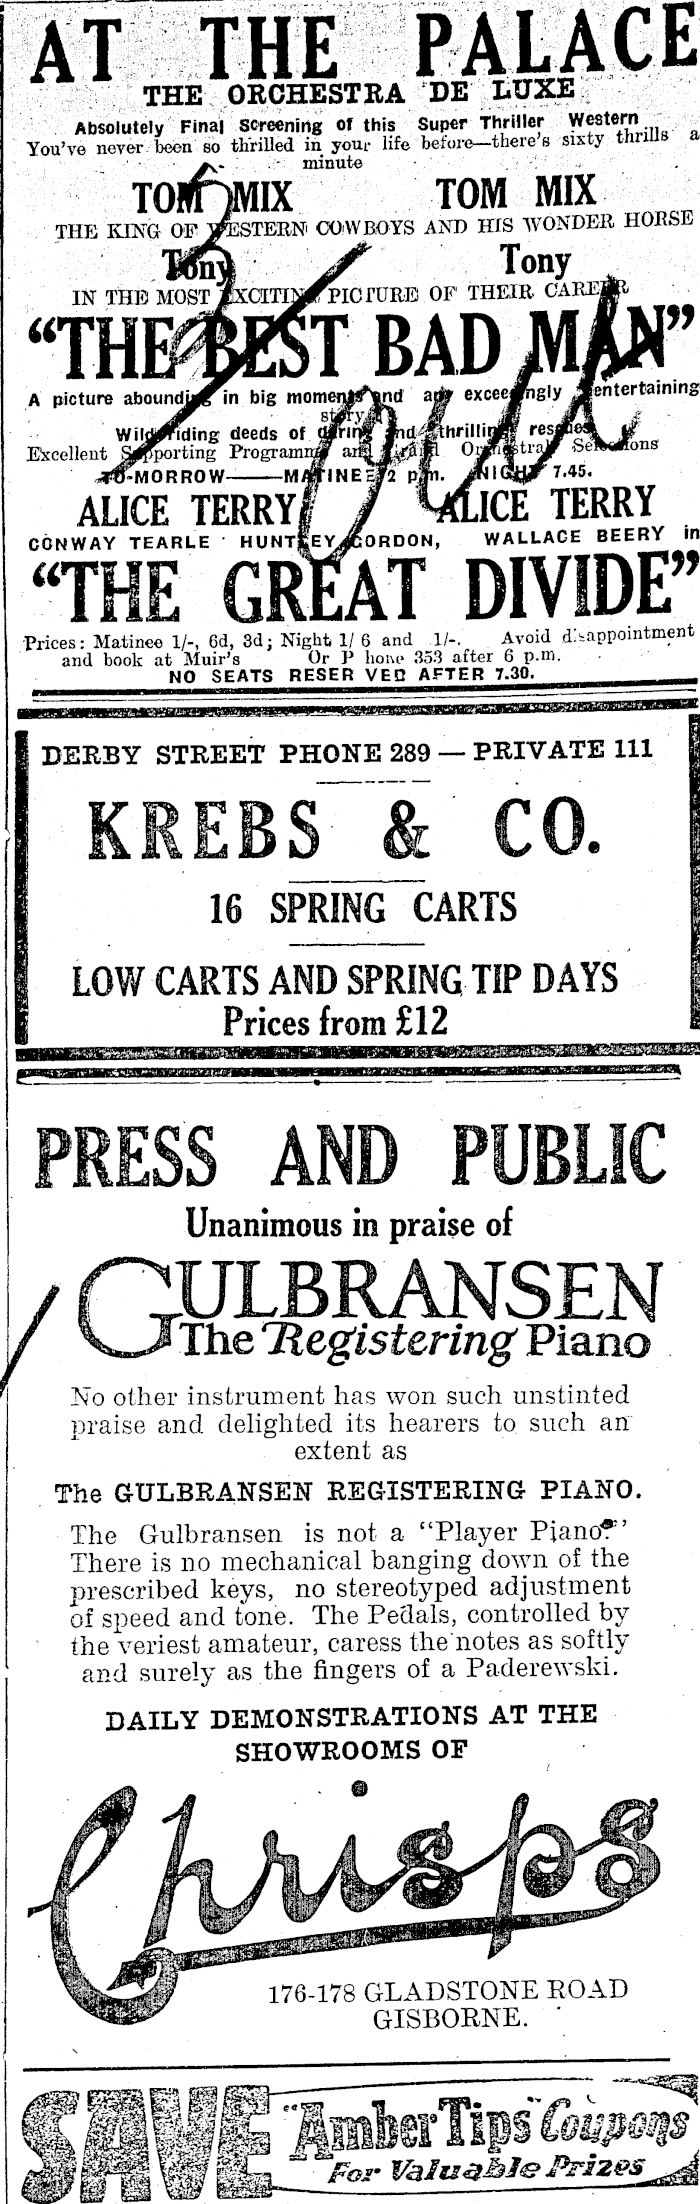 AT THE PALACE
THE ORCHESTRA DE LUXE
Absolutely Final Screening of this Super Thriller Western
You've never been so thrilled in your life before—there's sixty thrills a
minute
TOM MIX TOM MIX
THE KING OF WESTERN COWBOYS AND HIS WONDER HORSE
Tony Tony
IN THE MOST EXCITING PICTURE OF THEIR CAREER
"THE BEST BAD MAN"
A picture abounding in big moments and an exceedingly entertaining
story
Wild riding deeds of daring and thrilling rescues
Excellent Supporting Programme and Grand Orchestral Selections
TO-MORROW——MATINEE 2 p.m. NIGHT 7.45.
ALICE TERRY ALICE TERRY
CONWAY TEARLE HUNTLEY GORDON, WALLACE BEERY in
"THE GREAT DIVIDE"
Prices: Matinee 1/-, 6d, 3d; Night 1/ 6 and 1/-. Avoid disappointment
and book at Muir's Or P hone 353 after 6 p.m.
NO SEATS RESER VED AFTER 7.30.
DERBY STREET PHONE 289 — PRIVATE 111
KREBS & CO.
16 SPRING CARTS
LOW CARTS AND SPRING TIP DAYS
Prices from £12
PRESS AND PUBLIC
Unanimous in praise of
GULBRANSEN
The Registering Piano
No other instrument has won such unstinted
praise and delighted its hearers to such an
extent as
The GULBRANSEN REGISTERING PIANO.
The Gulbransen is not a "Player Piano."
There is no mechanical banging down of the
prescribed keys, no stereotyped adjustment
of speed and tone. The Pedals, controlled by
the veriest amateur, caress the notes as softly
and surely as the fingers of a Paderewski.
DAILY DEMONSTRATIONS AT THE
SHOWROOMS OF
Chrisps
176-178 GLADSTONE ROAD
GISBORNE.
SAVE "Amber Tips" Coupons
For Valuable Prizes